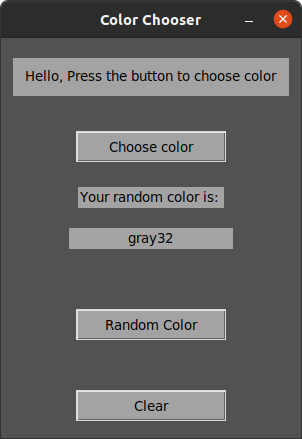 Color Chooser
Hello, Press the button to choose color
Choose color
Your random color is:
gray32
Random Color
Clear